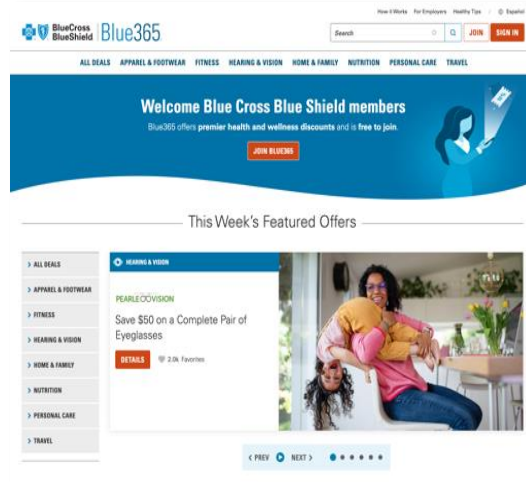 How it Works For Employers Healthy Tips Español
BlueCross
BlueShield
Blue365
Search
JOIN
SIGN IN
ALL DEALS APPAREL & FOOTWEAR FITNESS HEARING & VISION HOME & FAMILY NUTRITION PERSONAL CARE TRAVEL
Welcome Blue Cross Blue Shield members
Blue365 offers premier health and wellness discounts and is free to join.
JOIN BLUE365
This Week's Featured Offers
> ALL DEALS
> APPAREL & FOOTWEAR
> FITNESS
> HEARING & VISION
> HOME & FAMILY
> NUTRITION
> PERSONAL CARE
> TRAVEL
HEARING & VISION
PEARLE VISION
Save $50 on a Complete Pair of
Eyeglasses
DETAILS 2.0k Favorites
< PREV NEXT >